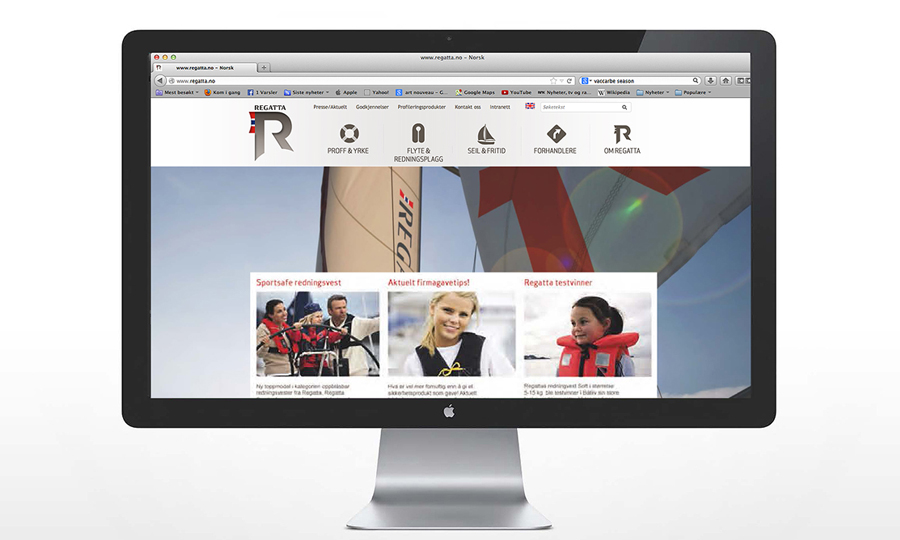 www.regatta.no – Norsk
www.regatta.no – Norsk
www.regatta.no
vaccarbe season
Mest besøkt Kom i gang 1 Varsler Siste nyheter Apple Yahoo! art nouveau – G... Google Maps YouTube Nyheter, tv og ra... Wikipedia Nyheter Populære
REGATTA
R
Presse/Aktuelt Godkjennelser Profileringsprodukter Kontakt oss Intranett Søketekst
PROFF & YRKE
FLYTE &
REDNINGSPLAGG
SEIL & FRITID
FORHANDLERE
OM REGATTA
REGA
Sportsafe redningsvest
Ny toppmodell i kategorien oppblåsbar
redningsvester fra Regatta. Regatta
Aktuelt firmagavetips!
Hva er vel mer fornuftig enn å gi et
sikkerhetsprodukt som gave! Aktuelt
Regatta testvinner
Regattas redningsvest Soft i størrelse
5-15 kg. ble testvinner i Båtliv sin store